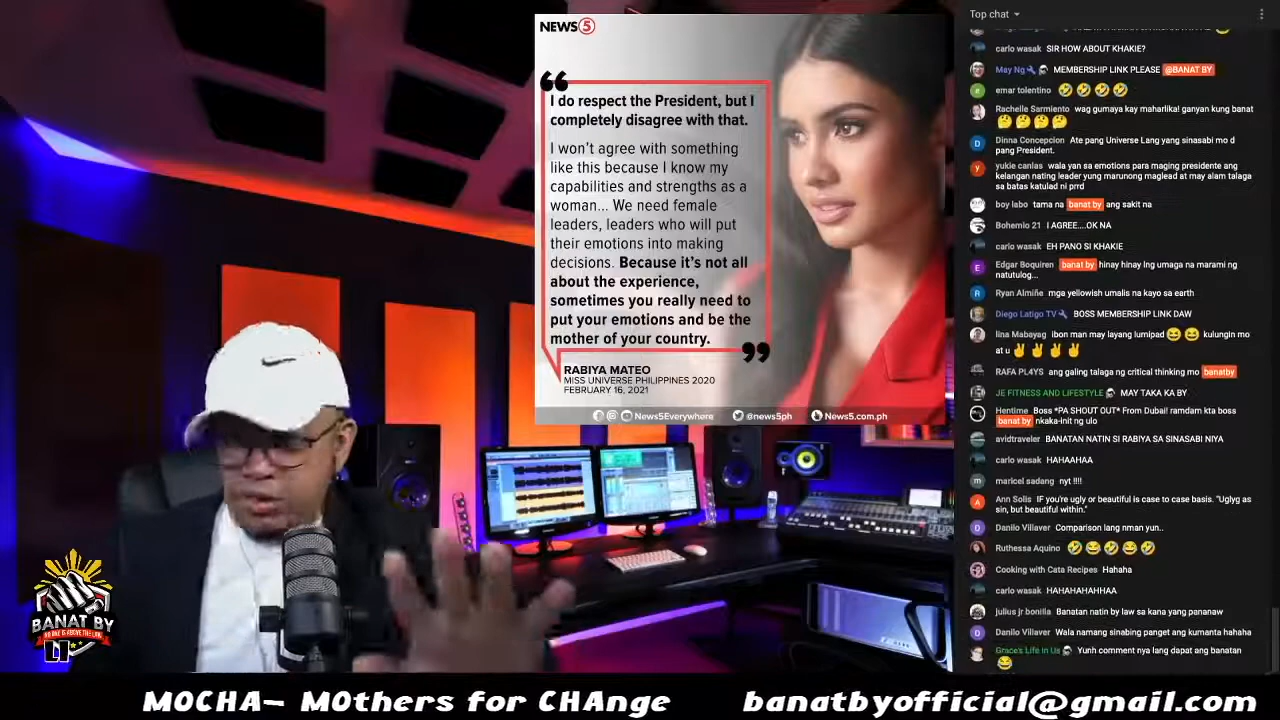 NEWS5
I do respect the President, but I
completely disagree with that.
I won't agree with something
like this because I know my
capabilities and strengths as a
woman... We need female
leaders, leaders who will put
their emotions into making
decisions. Because it's not all
about the experience,
sometimes you really need to
put your emotions and be the
mother of your country.
RABIYA MATEO
MISS UNIVERSE PHILIPPINES 2020
FEBRUARY 16, 2021
News5Everywhere @news5ph News5.com.ph
BANAT BY
NO ONE IS ABOVE THE LAW
Top chat
carlo wasak SIR HOW ABOUT KHAKIE?
May Ng MEMBERSHIP LINK PLEASE @BANAT BY
emar tolentino 🤣🤣🤣🤣
Rachelle Sarmiento wag gumaya kay maharlika! ganyan kung banat
🤔🤔🤔🤔
Dinna Concepcion Ate pang Universe Lang yang sinasabi mo d
pang President.
yukie canlas wala yan sa emotions para maging presidente ang
kelangan nating leader yung marunong maglead at may alam talaga
sa batas katulad ni prrd
boy labo tama na banat by ang sakit na
Bohemio 21 I AGREE....OK NA
carlo wasak EH PANO SI KHAKIE
Edgar Boquiren banat by hinay hinay lng umaga na marami ng
natutulog...
Ryan Almiñe mga yellowish umalis na kayo sa earth
Diego Latigo TV BOSS MEMBERSHIP LINK DAW
lina Mabayag ibon man may layang lumipad 😆😆 kulungin mo
at u ✌✌✌✌
RAFA PL4YS ang galing talaga ng critical thinking mo banatby
JE FITNESS AND LIFESTYLE MAY TAKA KA BY
Hentime Boss *PA SHOUT OUT* From Dubai! ramdam kta boss
banat by nkaka-init ng ulo
avidtraveler BANATAN NATIN SI RABIYA SA SINASABI NIYA
carlo wasak HAHAAHAA
maricel sadang nyt !!!!
Ann Solis IF you're ugly or beautiful is case to case basis. "Uglyg as
sin, but beautiful within."
Danilo Villaver Comparison lang nman yun..
Ruthessa Aquino 🤣😂🤣😂🤣
Cooking with Cata Recipes Hahaha
carlo wasak HAHAHAHAHHAA
julius jr bonilla Banatan natin by law sa kana yang pananaw
Danilo Villaver Wala namang sinabing panget ang kumanta hahaha
Grace's Life in Us Yunh comment nya lang dapat ang banatan
😂
MOCHA- MOthers for CHAnge banatbyofficial@gmail.com